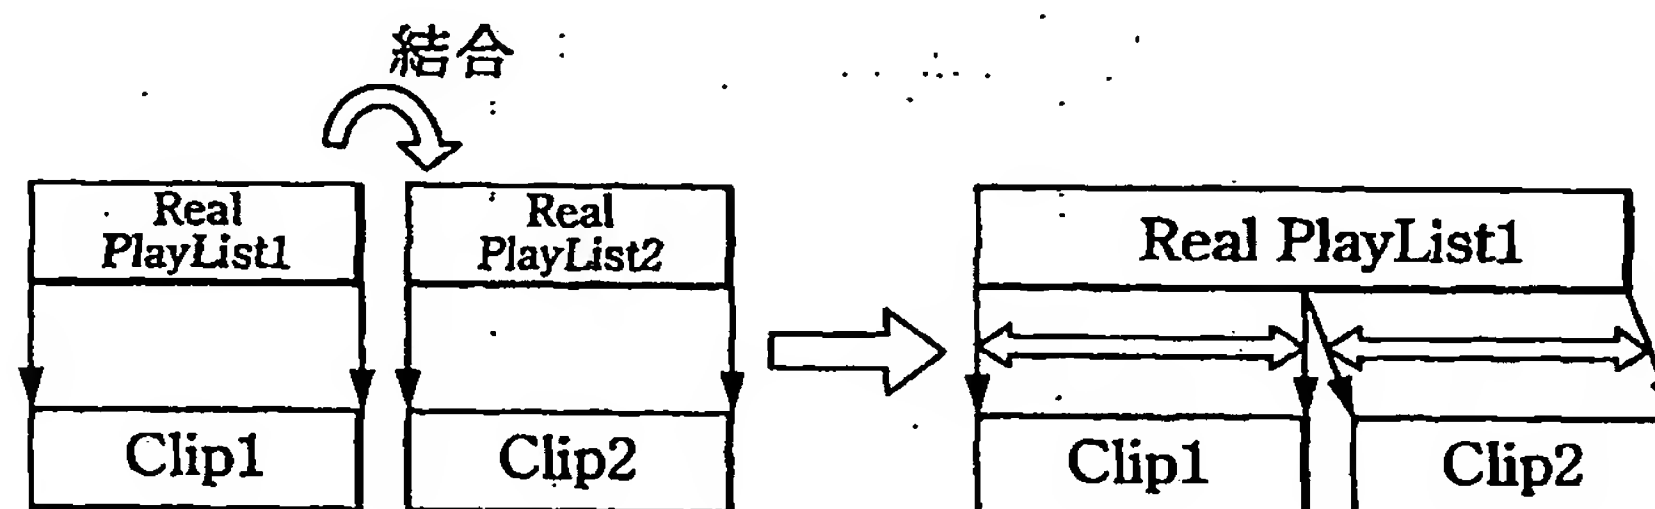 結合
Real
PlayList1
Real
PlayList2
Real PlayList1
Clip1
Clip2
Clip1
Clip2